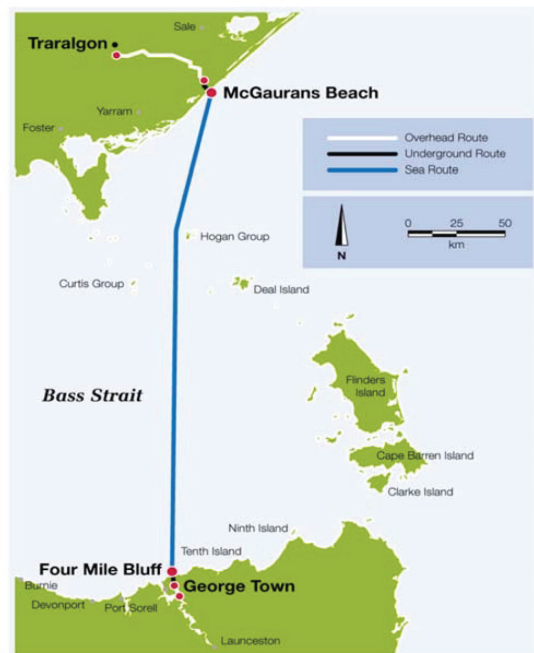 Sale
Traralgon
McGaurans Beach
Yarram
Foster
Overhead Route
Underground Route
Sea Route
Hogan Group
0 25 50
km
N
Curtis Group
Deal Island
Flinders
Island
Bass Strait
Cape Barren Island
Clarke Island
Ninth Island
Tenth Island
Four Mile Bluff
George Town
Burnie
Devonport
Port Sorell
Launceston